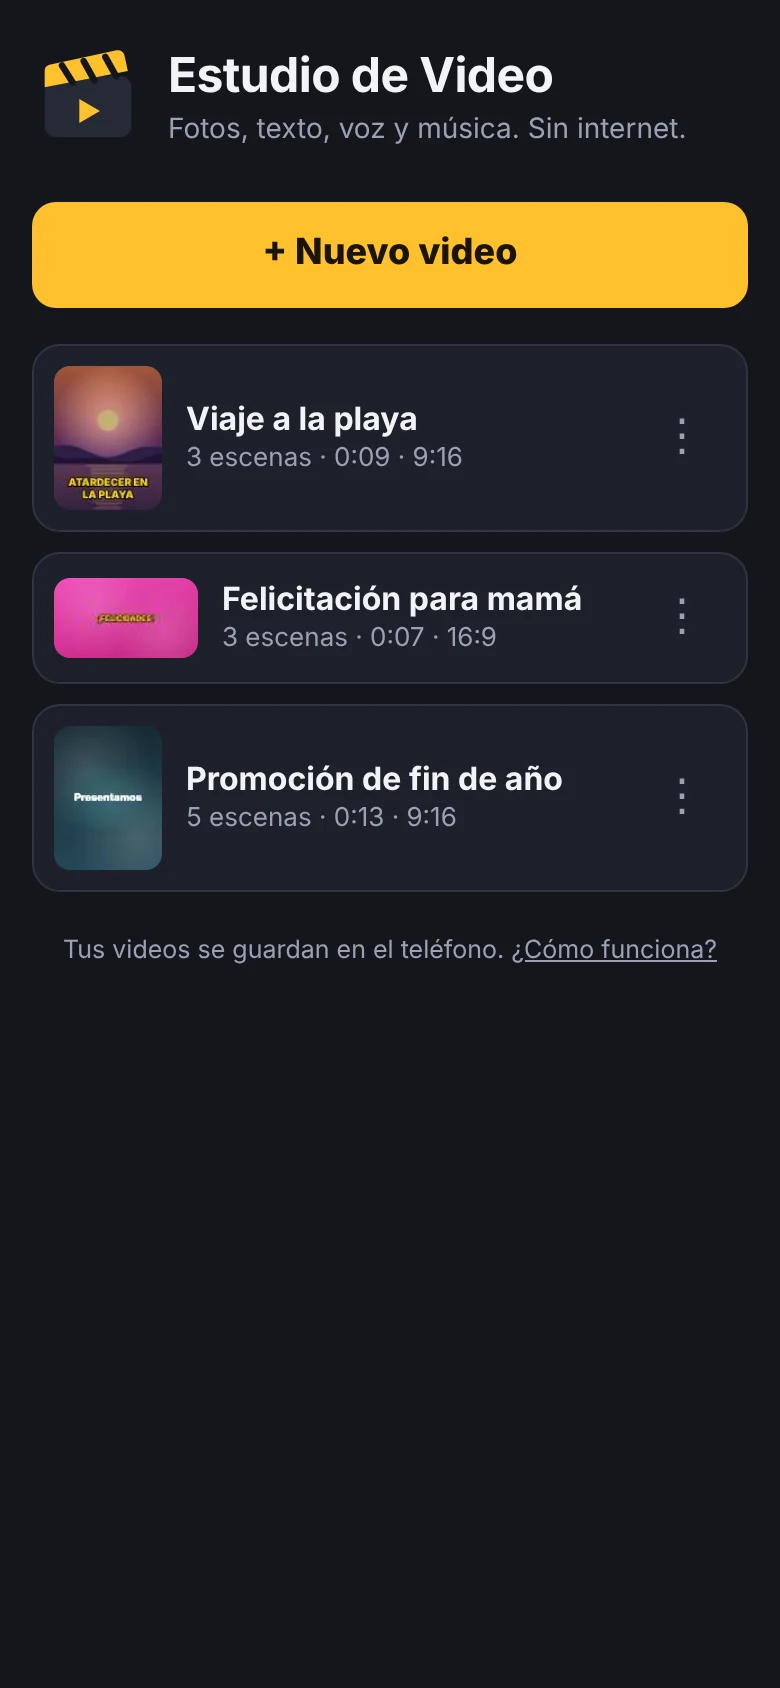 Estudio de Video
Fotos, texto, voz y música. Sin internet.
+ Nuevo video
ATARDECER EN
LA PLAYA
Viaje a la playa
3 escenas · 0:09 · 9:16
¡FELICIDADES!
Felicitación para mamá
3 escenas · 0:07 · 16:9
Presentamos
Promoción de fin de año
5 escenas · 0:13 · 9:16
Tus videos se guardan en el teléfono. ¿Cómo funciona?